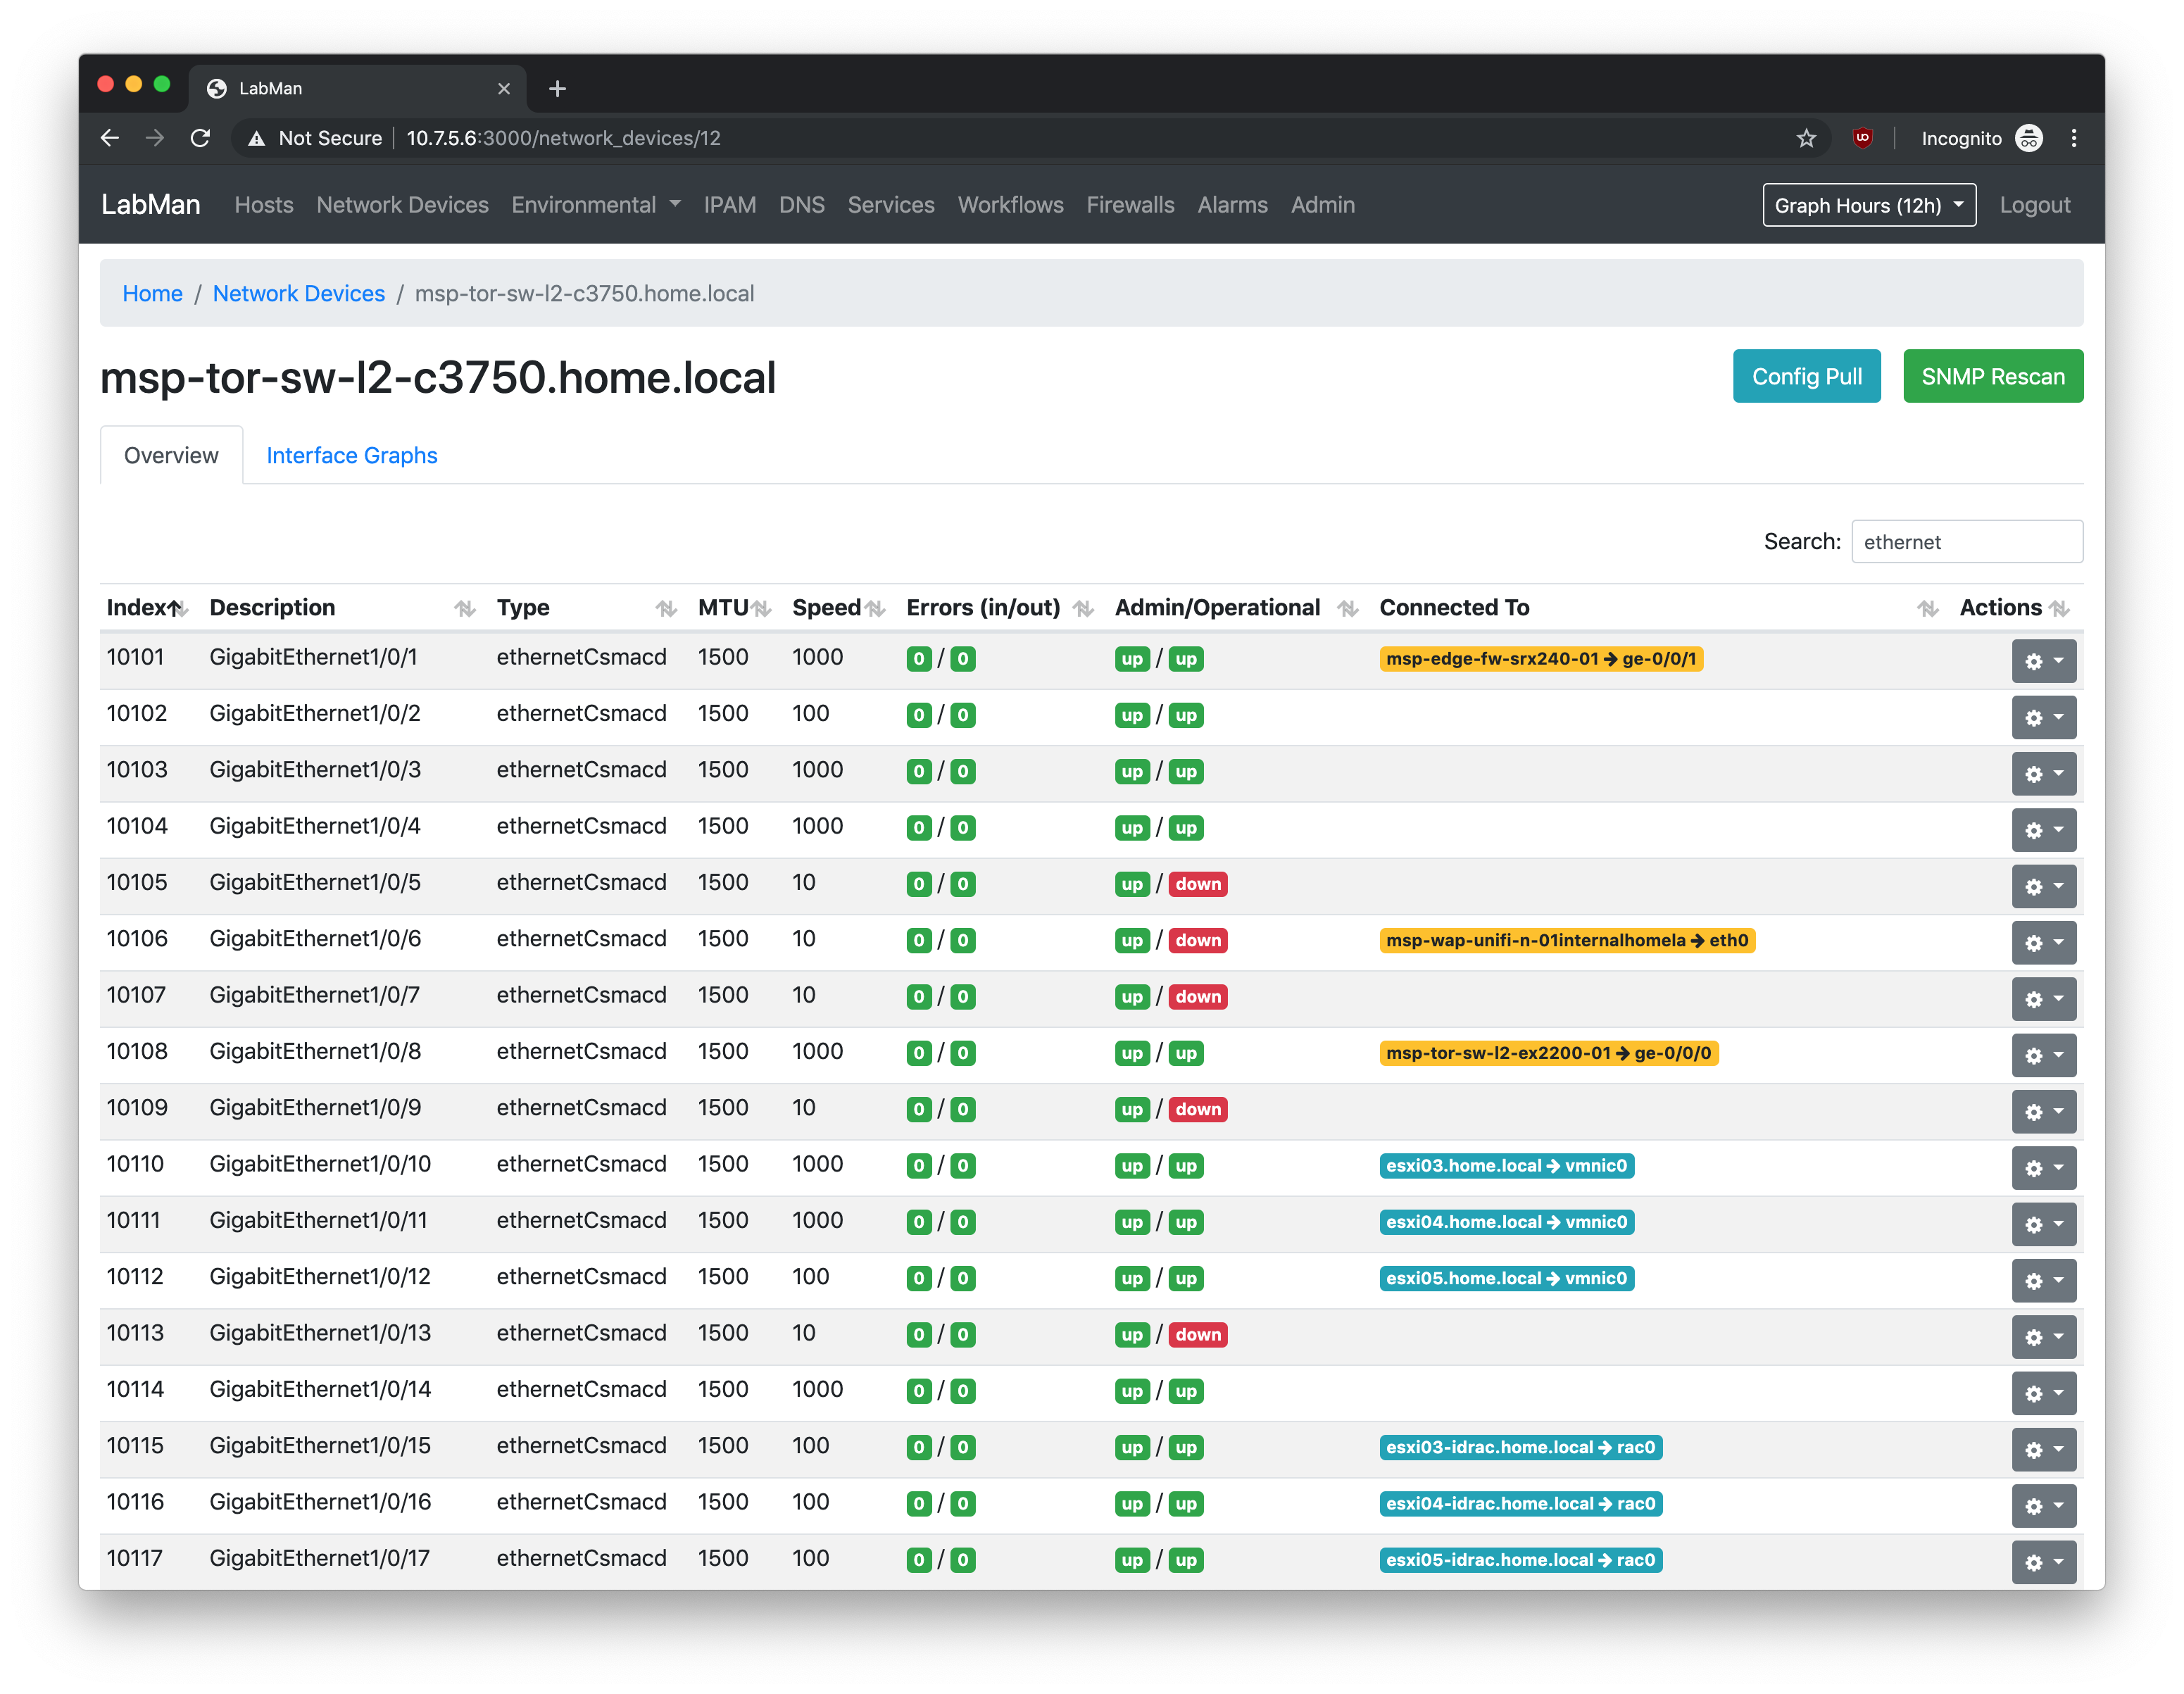 LabMan
Not Secure 10.7.5.6:3000/network_devices/12 Incognito
LabMan Hosts Network Devices Environmental IPAM DNS Services Workflows Firewalls Alarms Admin Graph Hours (12h) Logout
Home / Network Devices / msp-tor-sw-l2-c3750.home.local
msp-tor-sw-l2-c3750.home.local Config Pull SNMP Rescan
Overview Interface Graphs
Search: ethernet
Index Description Type MTU Speed Errors (in/out) Admin/Operational Connected To Actions
10101 GigabitEthernet1/0/1 ethernetCsmacd 1500 1000 0 / 0 up / up msp-edge-fw-srx240-01 → ge-0/0/1
10102 GigabitEthernet1/0/2 ethernetCsmacd 1500 100 0 / 0 up / up
10103 GigabitEthernet1/0/3 ethernetCsmacd 1500 1000 0 / 0 up / up
10104 GigabitEthernet1/0/4 ethernetCsmacd 1500 1000 0 / 0 up / up
10105 GigabitEthernet1/0/5 ethernetCsmacd 1500 10 0 / 0 up / down
10106 GigabitEthernet1/0/6 ethernetCsmacd 1500 10 0 / 0 up / down msp-wap-unifi-n-01internalhomela → eth0
10107 GigabitEthernet1/0/7 ethernetCsmacd 1500 10 0 / 0 up / down
10108 GigabitEthernet1/0/8 ethernetCsmacd 1500 1000 0 / 0 up / up msp-tor-sw-l2-ex2200-01 → ge-0/0/0
10109 GigabitEthernet1/0/9 ethernetCsmacd 1500 10 0 / 0 up / down
10110 GigabitEthernet1/0/10 ethernetCsmacd 1500 1000 0 / 0 up / up esxi03.home.local → vmnic0
10111 GigabitEthernet1/0/11 ethernetCsmacd 1500 1000 0 / 0 up / up esxi04.home.local → vmnic0
10112 GigabitEthernet1/0/12 ethernetCsmacd 1500 100 0 / 0 up / up esxi05.home.local → vmnic0
10113 GigabitEthernet1/0/13 ethernetCsmacd 1500 10 0 / 0 up / down
10114 GigabitEthernet1/0/14 ethernetCsmacd 1500 1000 0 / 0 up / up
10115 GigabitEthernet1/0/15 ethernetCsmacd 1500 100 0 / 0 up / up esxi03-idrac.home.local → rac0
10116 GigabitEthernet1/0/16 ethernetCsmacd 1500 100 0 / 0 up / up esxi04-idrac.home.local → rac0
10117 GigabitEthernet1/0/17 ethernetCsmacd 1500 100 0 / 0 up / up esxi05-idrac.home.local → rac0